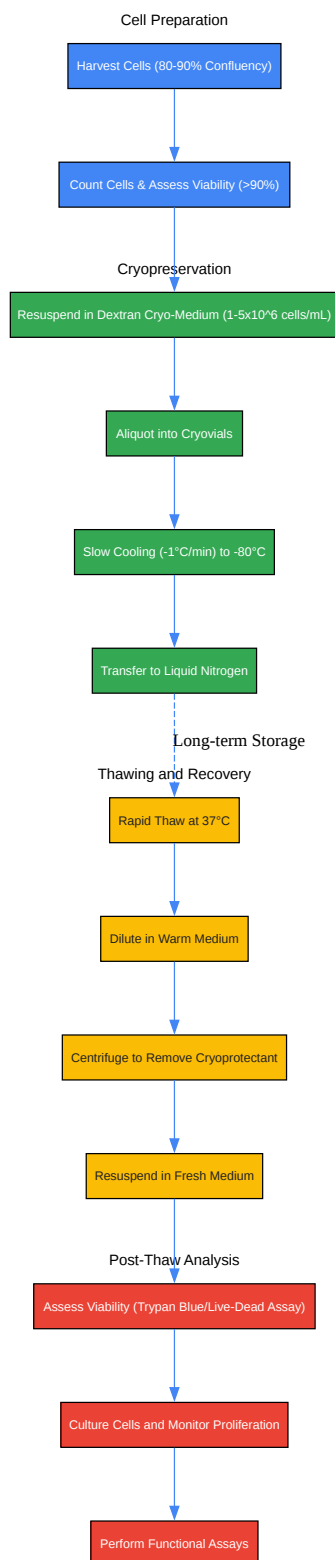 Cell Preparation
Harvest Cells (80-90% Confluency)
Count Cells & Assess Viability (>90%)
Cryopreservation
Resuspend in Dextran Cryo-Medium (1-5x10^6 cells/mL)
Aliquot into Cryovials
Slow Cooling (-1°C/min) to -80°C
Transfer to Liquid Nitrogen
Long-term Storage
Thawing and Recovery
Rapid Thaw at 37°C
Dilute in Warm Medium
Centrifuge to Remove Cryoprotectant
Resuspend in Fresh Medium
Post-Thaw Analysis
Assess Viability (Trypan Blue/Live-Dead Assay)
Culture Cells and Monitor Proliferation
Perform Functional Assays